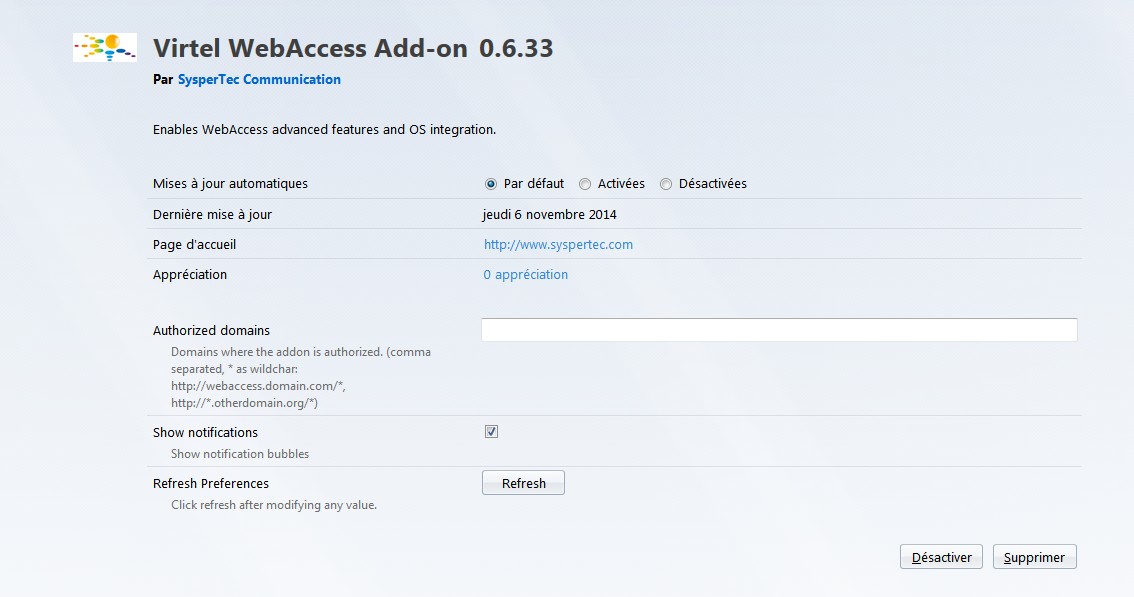 Virtel WebAccess Add-on 0.6.33
Par SysperTec Communication
Enables WebAccess advanced features and OS integration.
Mises à jour automatiques Par défaut Activées Désactivées
Dernière mise à jour jeudi 6 novembre 2014
Page d'accueil http://www.syspertec.com
Appréciation 0 appréciation
Authorized domains
Domains where the addon is authorized. (comma
separated, * as wildchar:
http://webaccess.domain.com/*,
http://*.otherdomain.org/*)
Show notifications
Show notification bubbles
Refresh Preferences Refresh
Click refresh after modifying any value.
Désactiver Supprimer